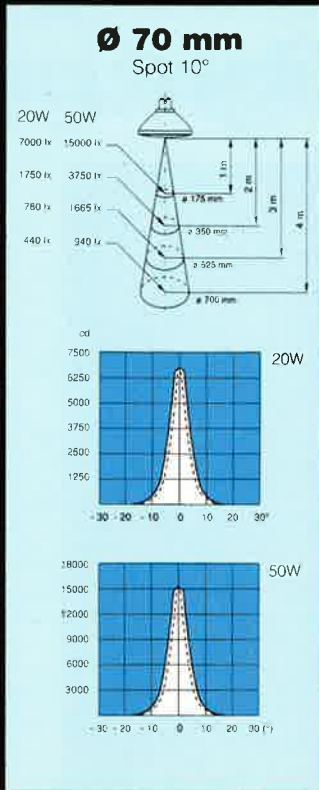 Ø 70 mm
Spot 10°
20W 50W
7000 lx 15000 lx
1750 lx 3750 lx
760 lx 1665 lx
440 lx 940 lx
ø 175 mm
ø 350 mm
ø 525 mm
ø 700 mm
1 m
2 m
3 m
4 m
cd
20W
7500
6250
5000
3750
2500
1250
- 30 - 20 - 10 0 10 20 30°
50W
18000
15000
12000
9000
6000
3000
- 30 - 20 - 10 0 10 20 30 (°)